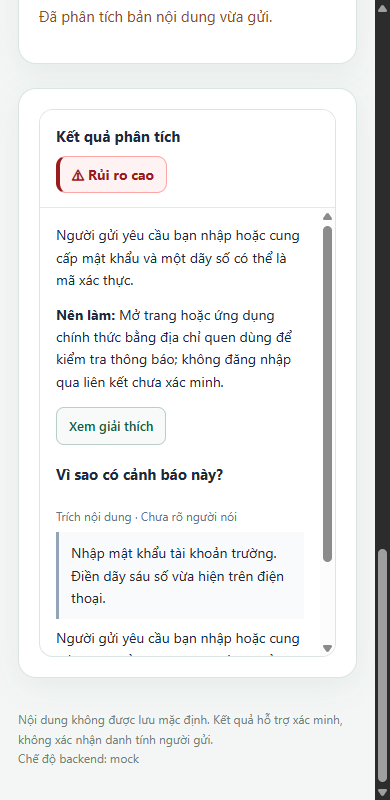 Đã phân tích bản nội dung vừa gửi.
Kết quả phân tích
⚠ Rủi ro cao
Người gửi yêu cầu bạn nhập hoặc cung
cấp mật khẩu và một dãy số có thể là
mã xác thực.
Nên làm: Mở trang hoặc ứng dụng
chính thức bằng địa chỉ quen dùng để
kiểm tra thông báo; không đăng nhập
qua liên kết chưa xác minh.
Xem giải thích
Vì sao có cảnh báo này?
Trích nội dung · Chưa rõ người nói
Nhập mật khẩu tài khoản trường.
Điền dãy sáu số vừa hiện trên điện
thoại.
Người gửi yêu cầu bạn nhập hoặc cung
Nội dung không được lưu mặc định. Kết quả hỗ trợ xác minh,
không xác nhận danh tính người gửi.
Chế độ backend: mock